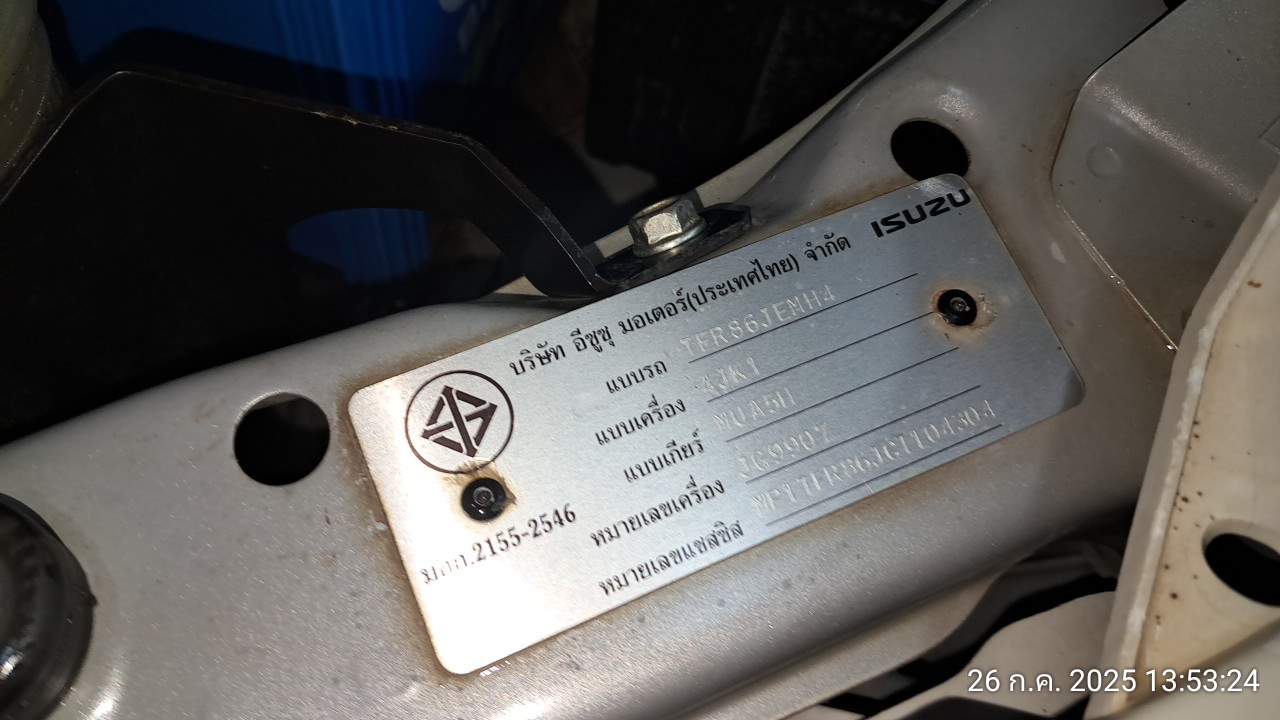 ISUZU
บริษัท อีซูซุ มอเตอร์(ประเทศไทย) จำกัด
แบบรถ TFR86JEMH4
แบบเครื่อง 4JK1
แบบเกียร์ MUA5H
หมายเลขเครื่อง
หมายเลขแชสซิส
มอก.2155-2546
26 ก.ค. 2025 13:53:24